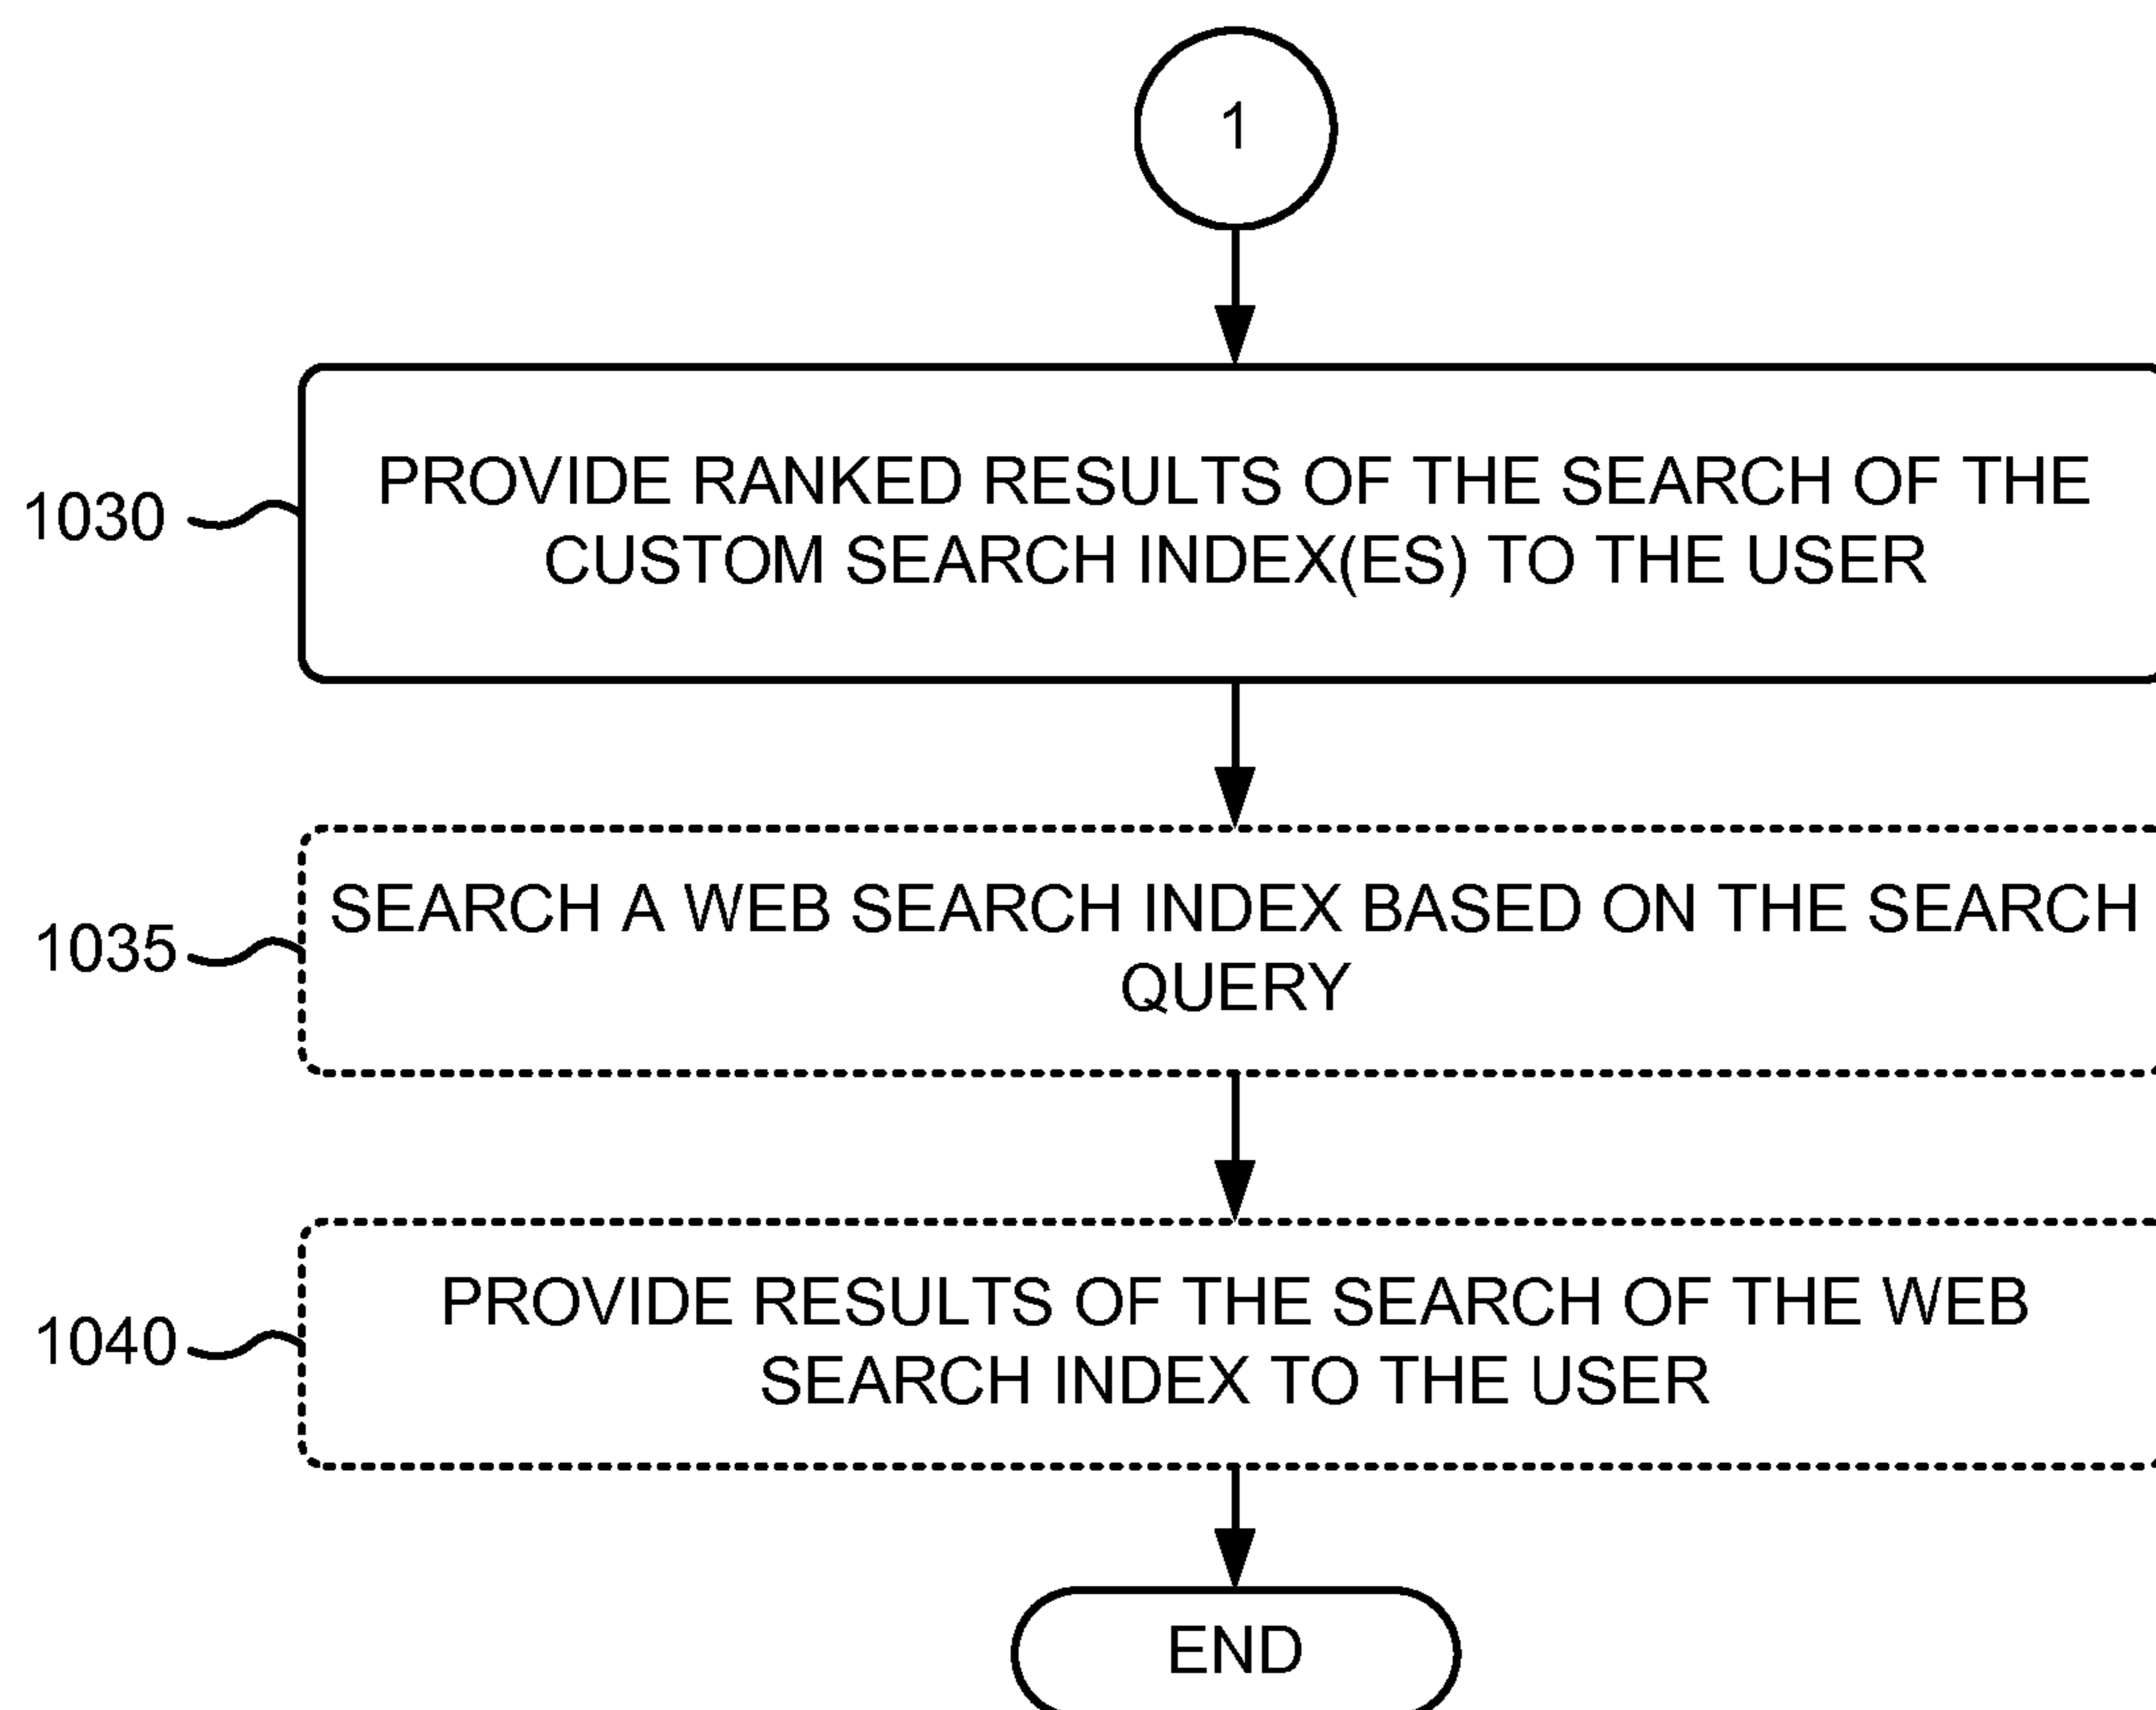 1
1030
PROVIDE RANKED RESULTS OF THE SEARCH OF THE
CUSTOM SEARCH INDEX(ES) TO THE USER
1035
SEARCH A WEB SEARCH INDEX BASED ON THE SEARCH
QUERY
1040
PROVIDE RESULTS OF THE SEARCH OF THE WEB
SEARCH INDEX TO THE USER
END